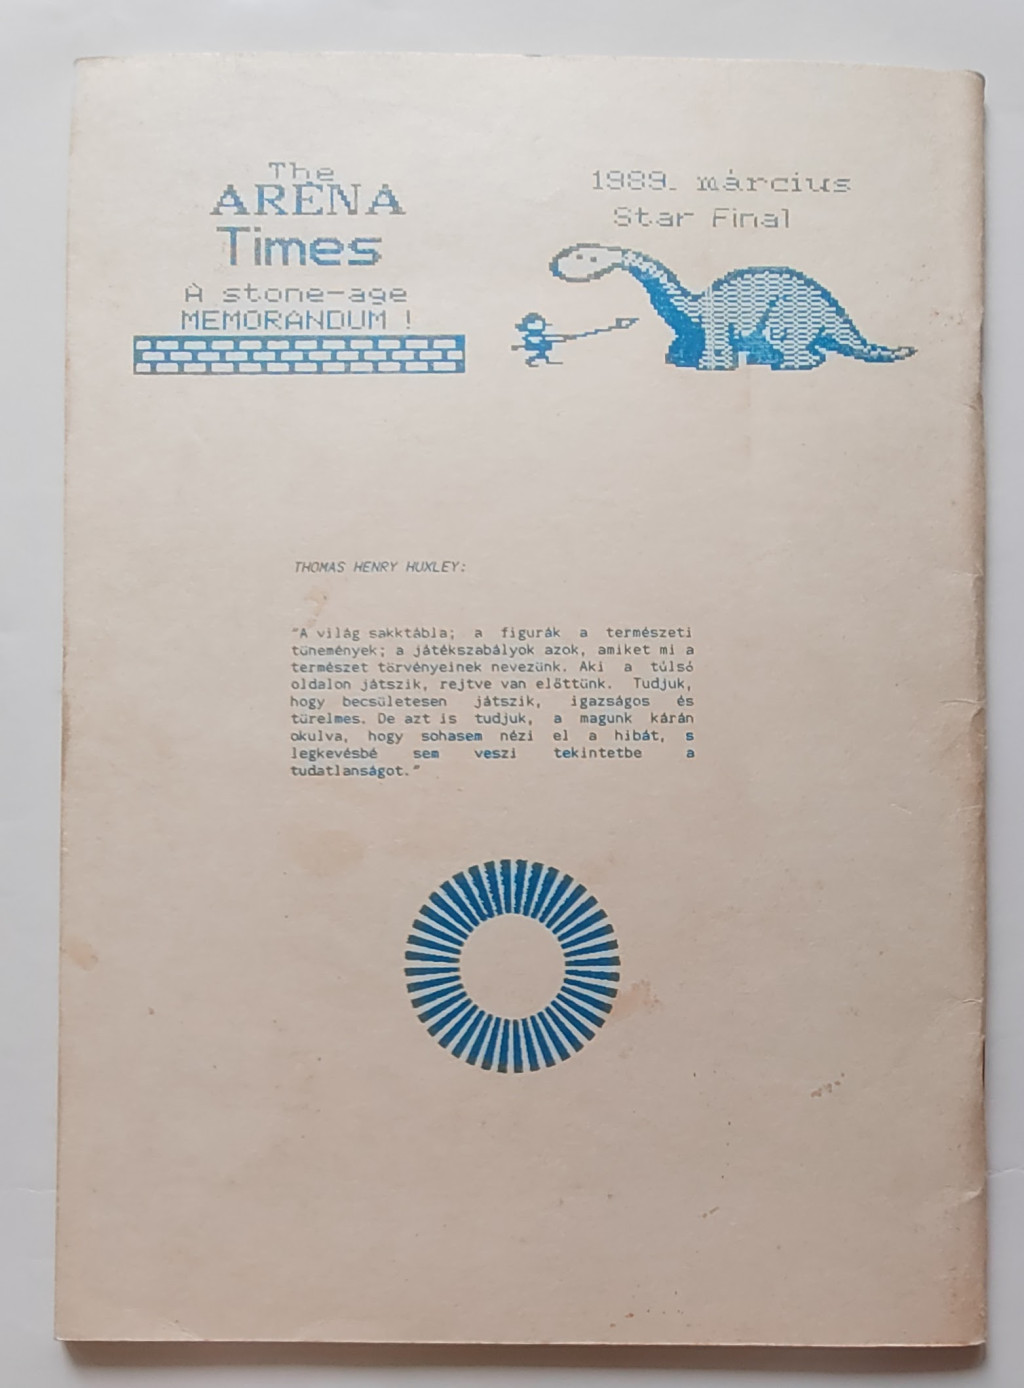 The
ARÉNA
Times
A stone-age
MEMORANDUM !
1989. március
Star Final
THOMAS HENRY HUXLEY:
"A világ sakktábla; a figurák a természeti
tünemények; a játékszabályok azok, amiket mi a
természet törvényeinek nevezünk. Aki a túlsó
oldalon játszik, rejtve van előttünk. Tudjuk,
hogy becsületesen játszik, igazságos és
türelmes. De azt is tudjuk, a magunk kárán
okulva, hogy sohasem nézi el a hibát, s
legkevésbé sem veszi tekintetbe a
tudatlanságot."